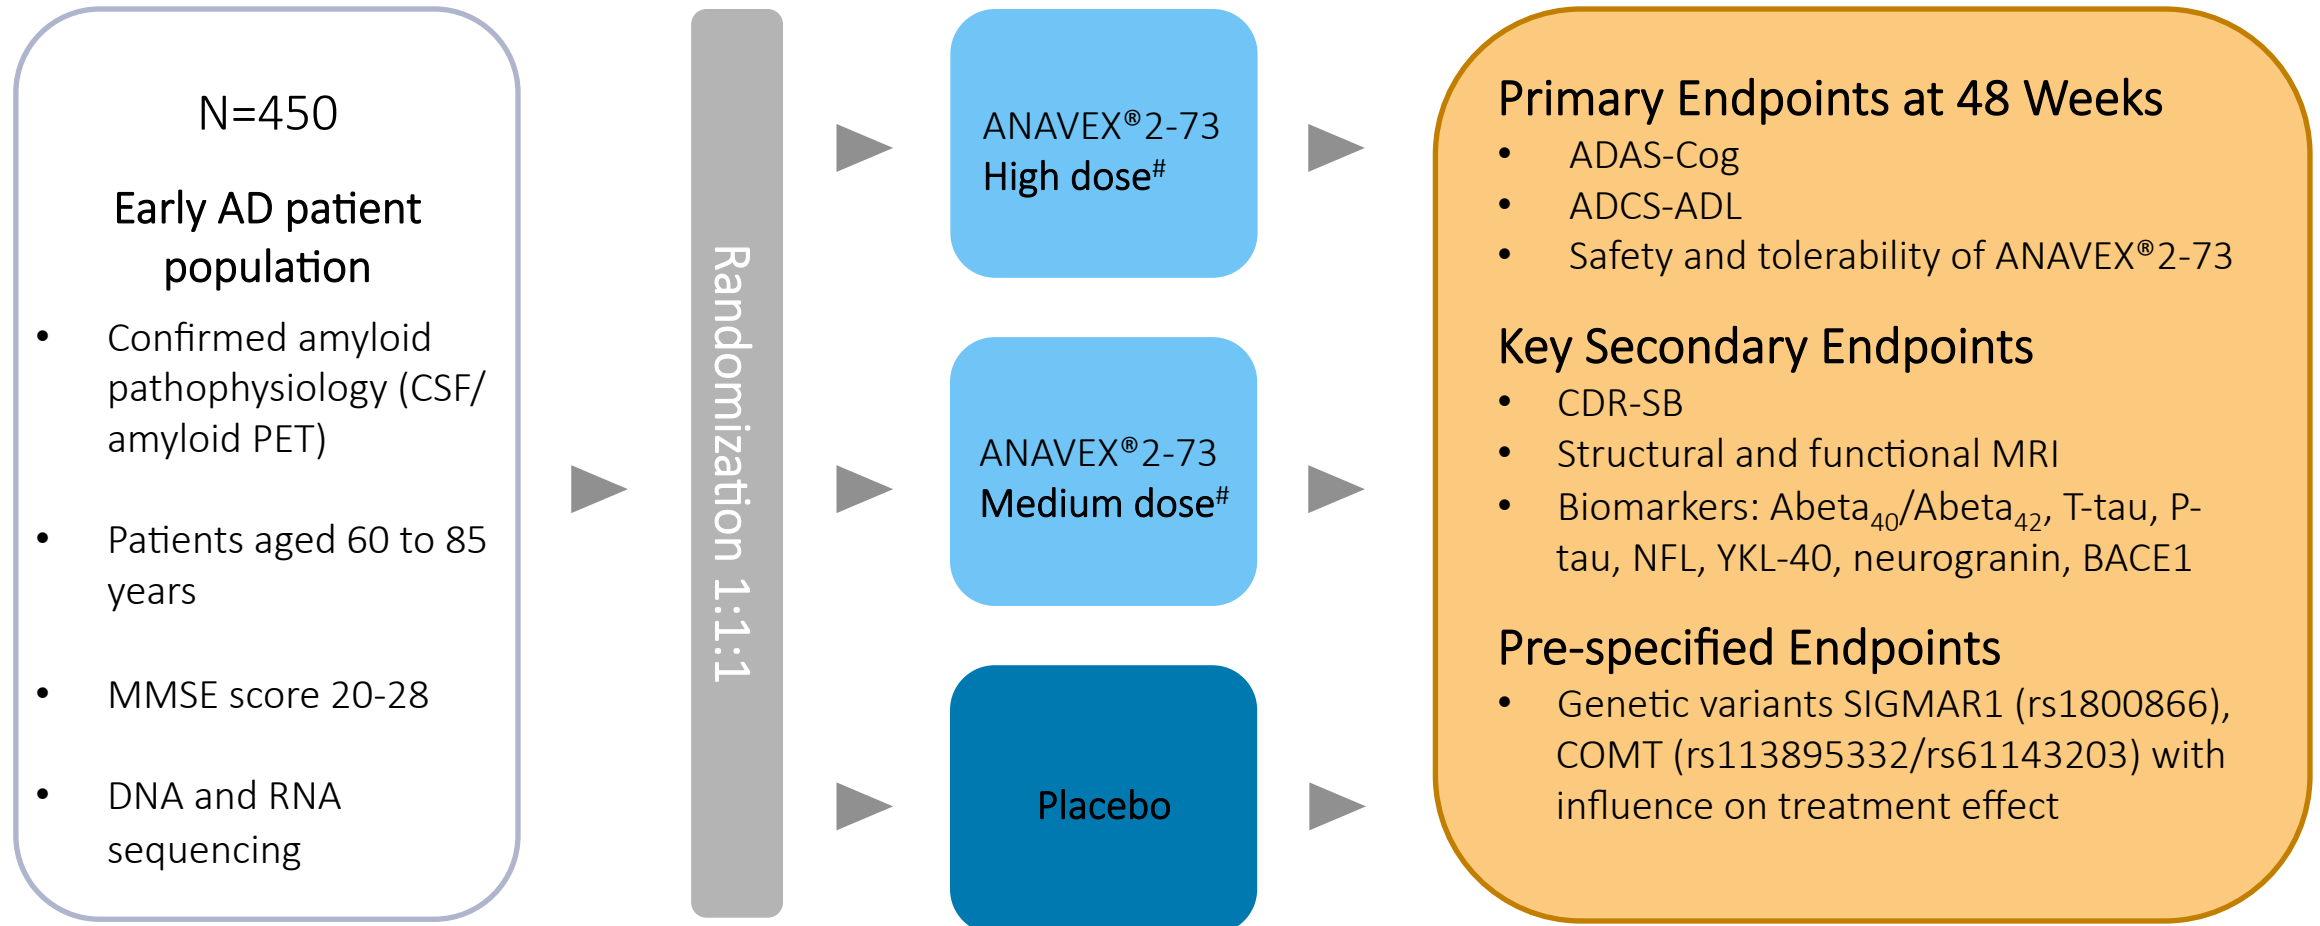 N=450
Early AD patient
population
• Confirmed amyloid
pathophysiology (CSF/
amyloid PET)
• Patients aged 60 to 85
years
• MMSE score 20-28
• DNA and RNA
sequencing
Randomization 1:1:1
ANAVEX®2-73
High dose#
ANAVEX®2-73
Medium dose#
Placebo
Primary Endpoints at 48 Weeks
• ADAS-Cog
• ADCS-ADL
• Safety and tolerability of ANAVEX®2-73
Key Secondary Endpoints
• CDR-SB
• Structural and functional MRI
• Biomarkers: Abeta40/Abeta42, T-tau, P-
tau, NFL, YKL-40, neurogranin, BACE1
Pre-specified Endpoints
• Genetic variants SIGMAR1 (rs1800866),
COMT (rs113895332/rs61143203) with
influence on treatment effect